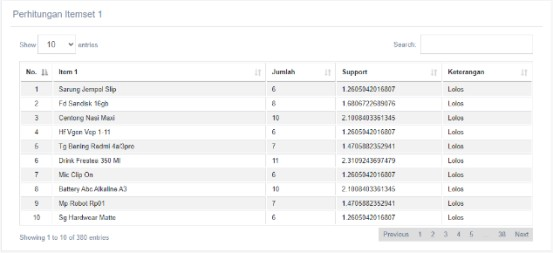 Perhitungan Itemset 1
Show 10 entries Search:
No. Item 1 Jumlah Support Keterangan
1 Sarung Jempol Slip 6 1.2605042016807 Lolos
2 Fd Sandisk 16gb 8 1.6806722689076 Lolos
3 Centong Nasi Maxi 10 2.1008403361345 Lolos
4 Hf Vgen Vep 1-11 6 1.2605042016807 Lolos
5 Tg Bening Redmi 4a/3pro 7 1.4705882352941 Lolos
6 Drink Frestea 350 Ml 11 2.3109243697479 Lolos
7 Mic Clip On 6 1.2605042016807 Lolos
8 Battery Abc Alkaline A3 10 2.1008403361345 Lolos
9 Mp Robot Rp01 7 1.4705882352941 Lolos
10 Sg Hardwear Matte 6 1.2605042016807 Lolos
Showing 1 to 10 of 380 entries Previous 1 2 3 4 5 ... 38 Next